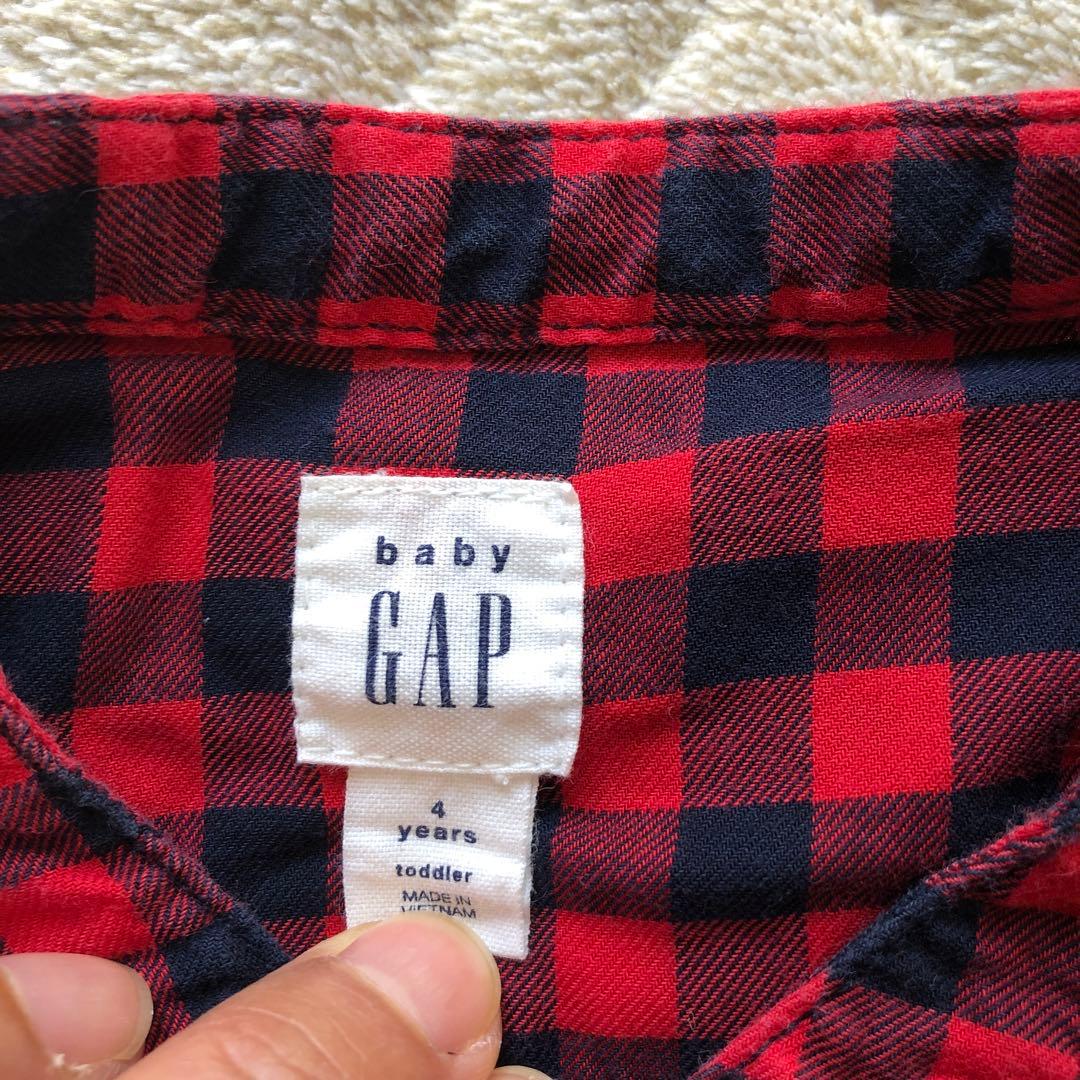 baby
GAP
4
years
toddler
MADE IN
VIETNAM